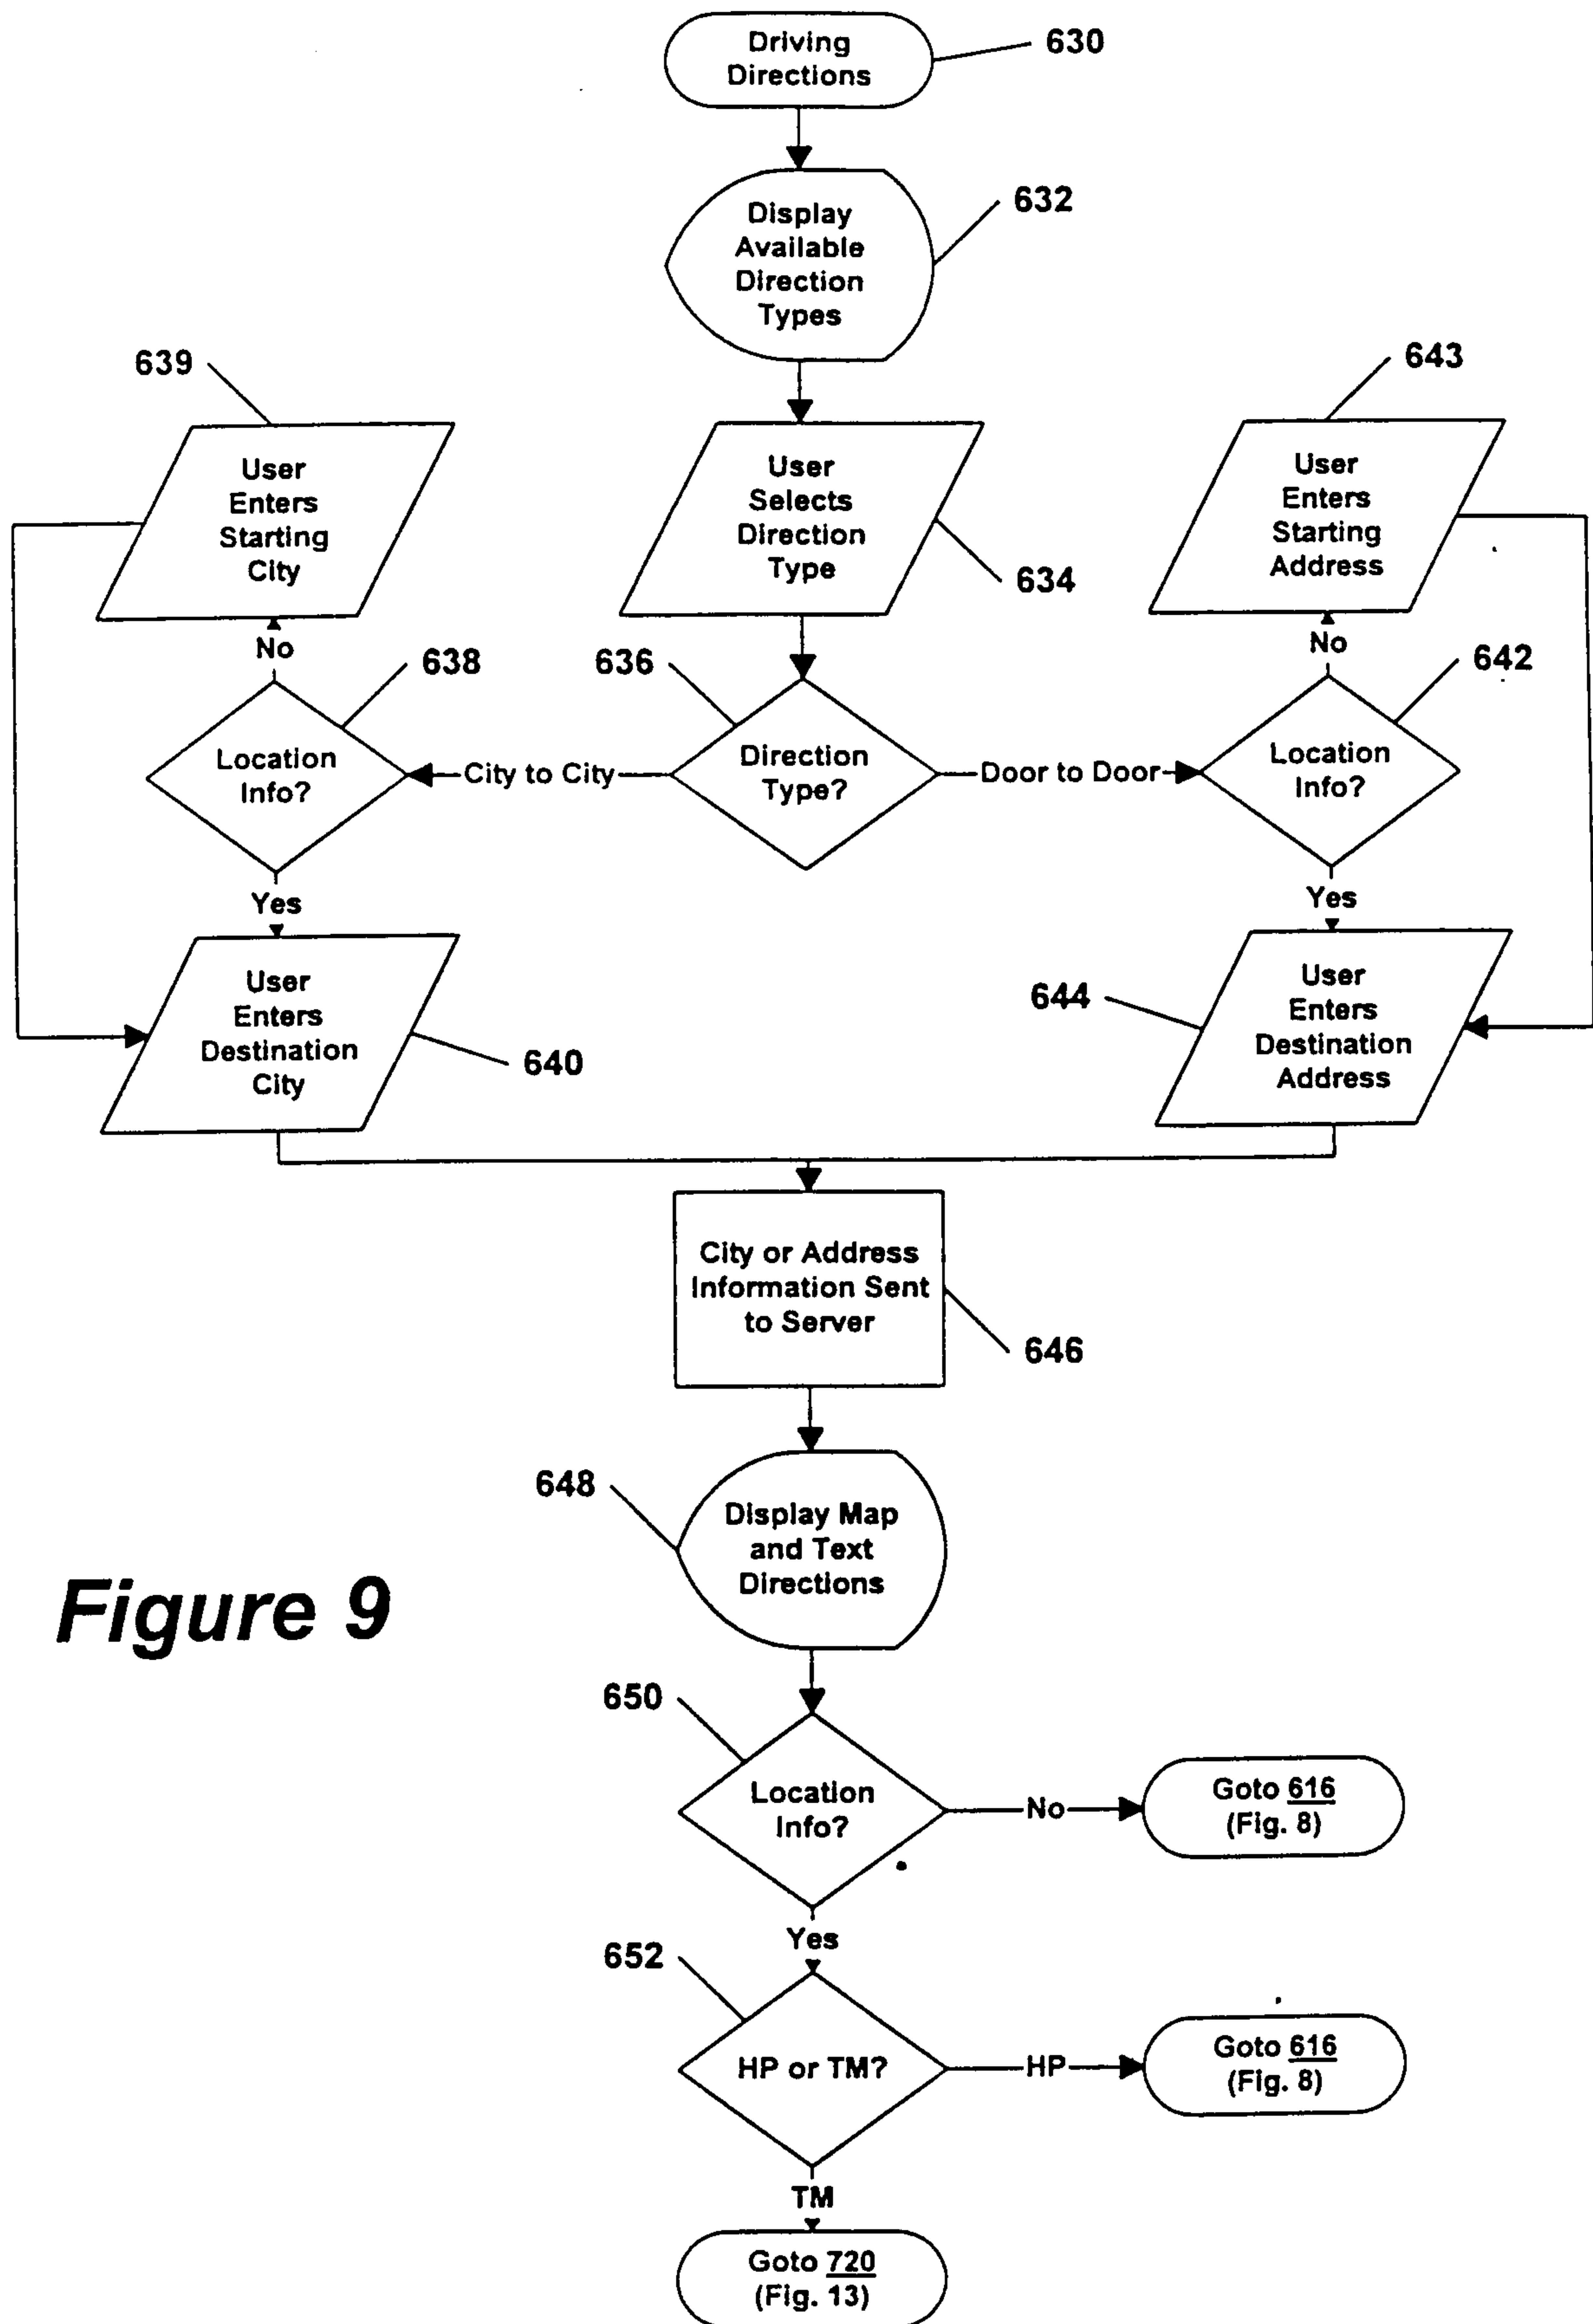 Driving
Directions
630
Display
Available
Direction
Types
632
639
643
User
Enters
Starting
City
User
Selects
Direction
Type
634
User
Enters
Starting
Address
No
638
636
No
642
Location
Info?
City to City
Direction
Type?
Door to Door
Location
Info?
Yes
Yes
User
Enters
Destination
City
640
644
User
Enters
Destination
Address
City or Address
Information Sent
to Server
646
648
Display Map
and Text
Directions
Figure 9
650
Location
Info?
No
Goto 616
(Fig. 8)
Yes
652
HP or TM?
HP
Goto 616
(Fig. 8)
TM
Goto 720
(Fig. 13)